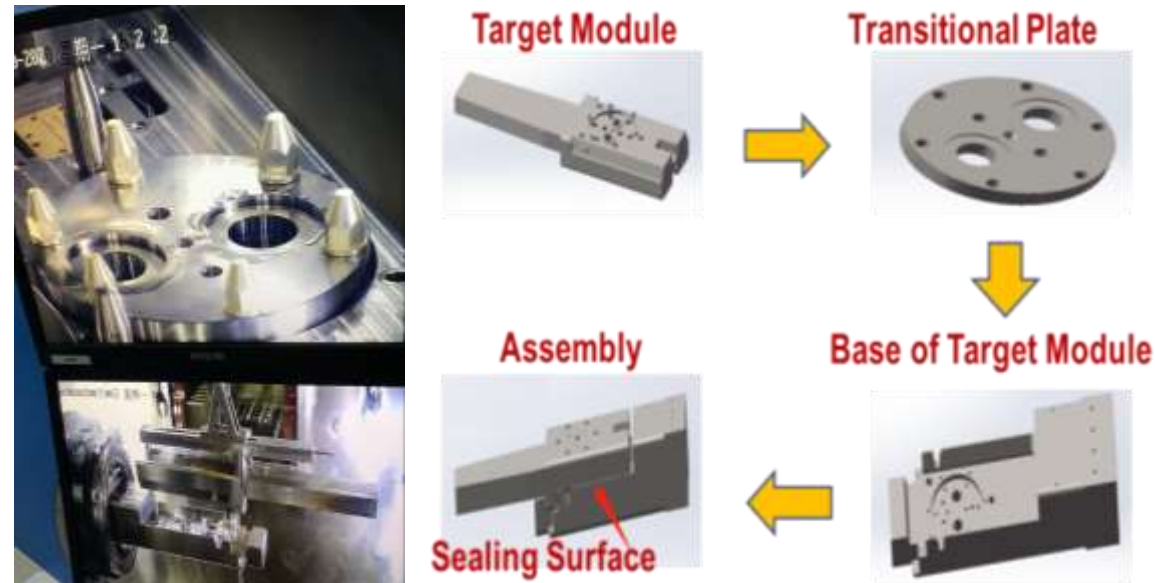 Target Module
Transitional Plate
Assembly
Base of Target Module
Sealing Surface